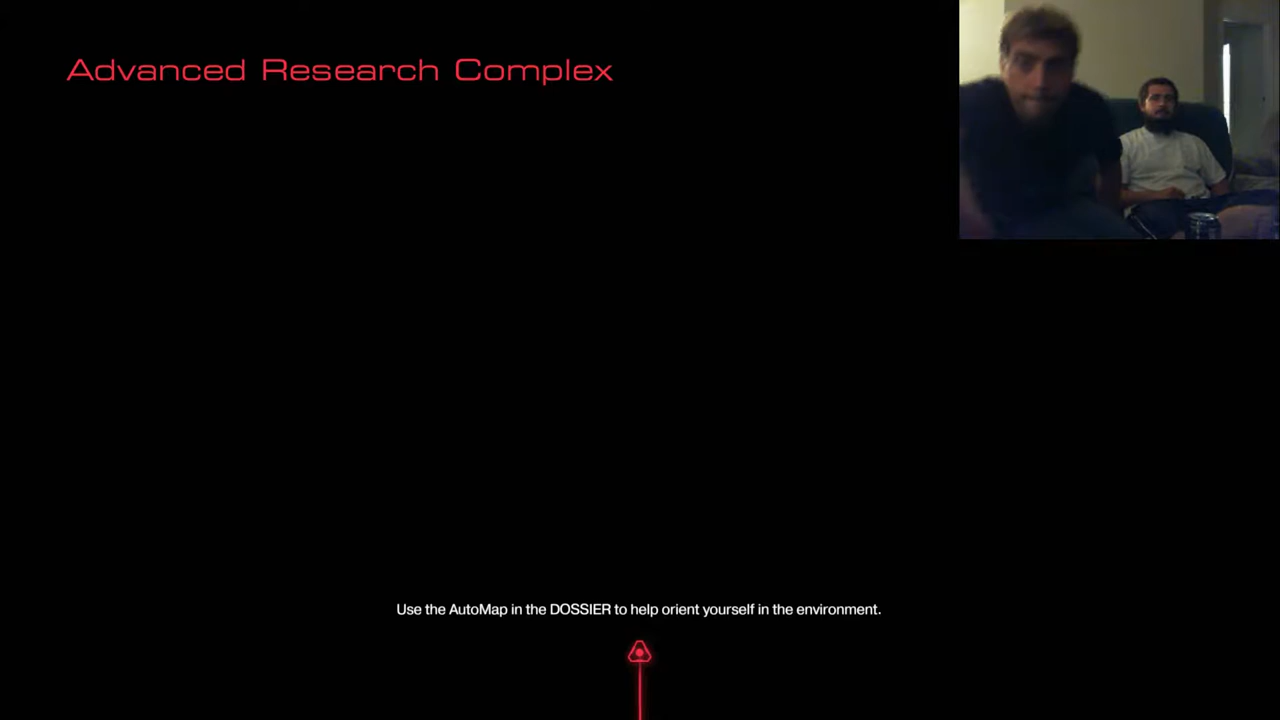 Advanced Research Complex
Use the AutoMap in the DOSSIER to help orient yourself in the environment.